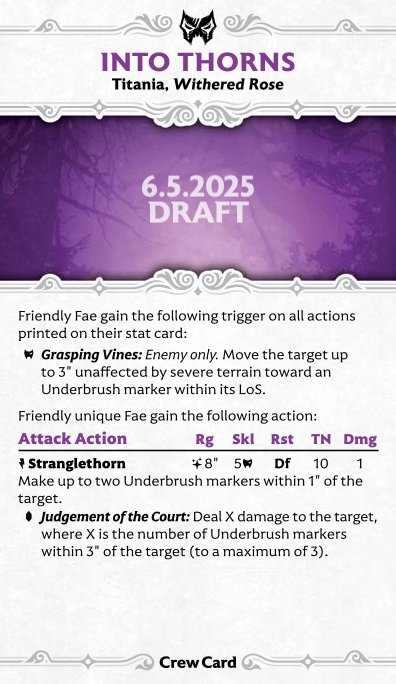 INTO THORNS
Titania, Withered Rose
6.5.2025
DRAFT
Friendly Fae gain the following trigger on all actions
printed on their stat card:
Grasping Vines: Enemy only. Move the target up
to 3" unaffected by severe terrain toward an
Underbrush marker within its LoS.
Friendly unique Fae gain the following action:
Attack Action Rg Skl Rst TN Dmg
Stranglethorn 8" 5 Df 10 1
Make up to two Underbrush markers within 1" of the
target.
Judgement of the Court: Deal X damage to the target,
where X is the number of Underbrush markers
within 3" of the target (to a maximum of 3).
Crew Card